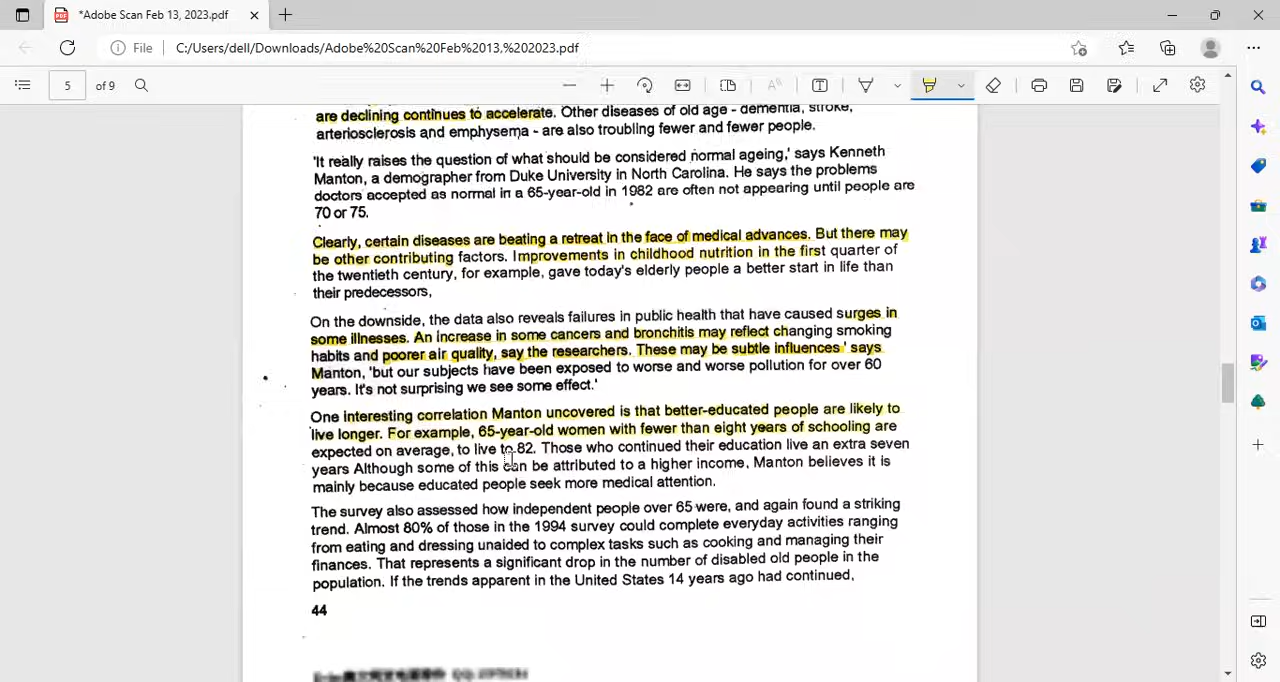 *Adobe Scan Feb 13, 2023.pdf
File C:/Users/dell/Downloads/Adobe%20Scan%20Feb%2013,%202023.pdf
5 of 9
are declining continues to accelerate. Other diseases of old age - dementia, stroke,
arteriosclerosis and emphysema - are also troubling fewer and fewer people.
'It really raises the question of what should be considered normal ageing,' says Kenneth
Manton, a demographer from Duke University in North Carolina. He says the problems
doctors accepted as normal in a 65-year-old in 1982 are often not appearing until people are
70 or 75.
Clearly, certain diseases are beating a retreat in the face of medical advances. But there may
be other contributing factors. Improvements in childhood nutrition in the first quarter of
the twentieth century, for example, gave today's elderly people a better start in life than
their predecessors,
On the downside, the data also reveals failures in public health that have caused surges in
some illnesses. An increase in some cancers and bronchitis may reflect changing smoking
habits and poorer air quality, say the researchers. These may be subtle influences ' says
Manton, 'but our subjects have been exposed to worse and worse pollution for over 60
years. It's not surprising we see some effect.'
One interesting correlation Manton uncovered is that better-educated people are likely to
live longer. For example, 65-year-old women with fewer than eight years of schooling are
expected on average, to live to 82. Those who continued their education live an extra seven
years Although some of this can be attributed to a higher income, Manton believes it is
mainly because educated people seek more medical attention.
The survey also assessed how independent people over 65 were, and again found a striking
trend. Almost 80% of those in the 1994 survey could complete everyday activities ranging
from eating and dressing unaided to complex tasks such as cooking and managing their
finances. That represents a significant drop in the number of disabled old people in the
population. If the trends apparent in the United States 14 years ago had continued,
44